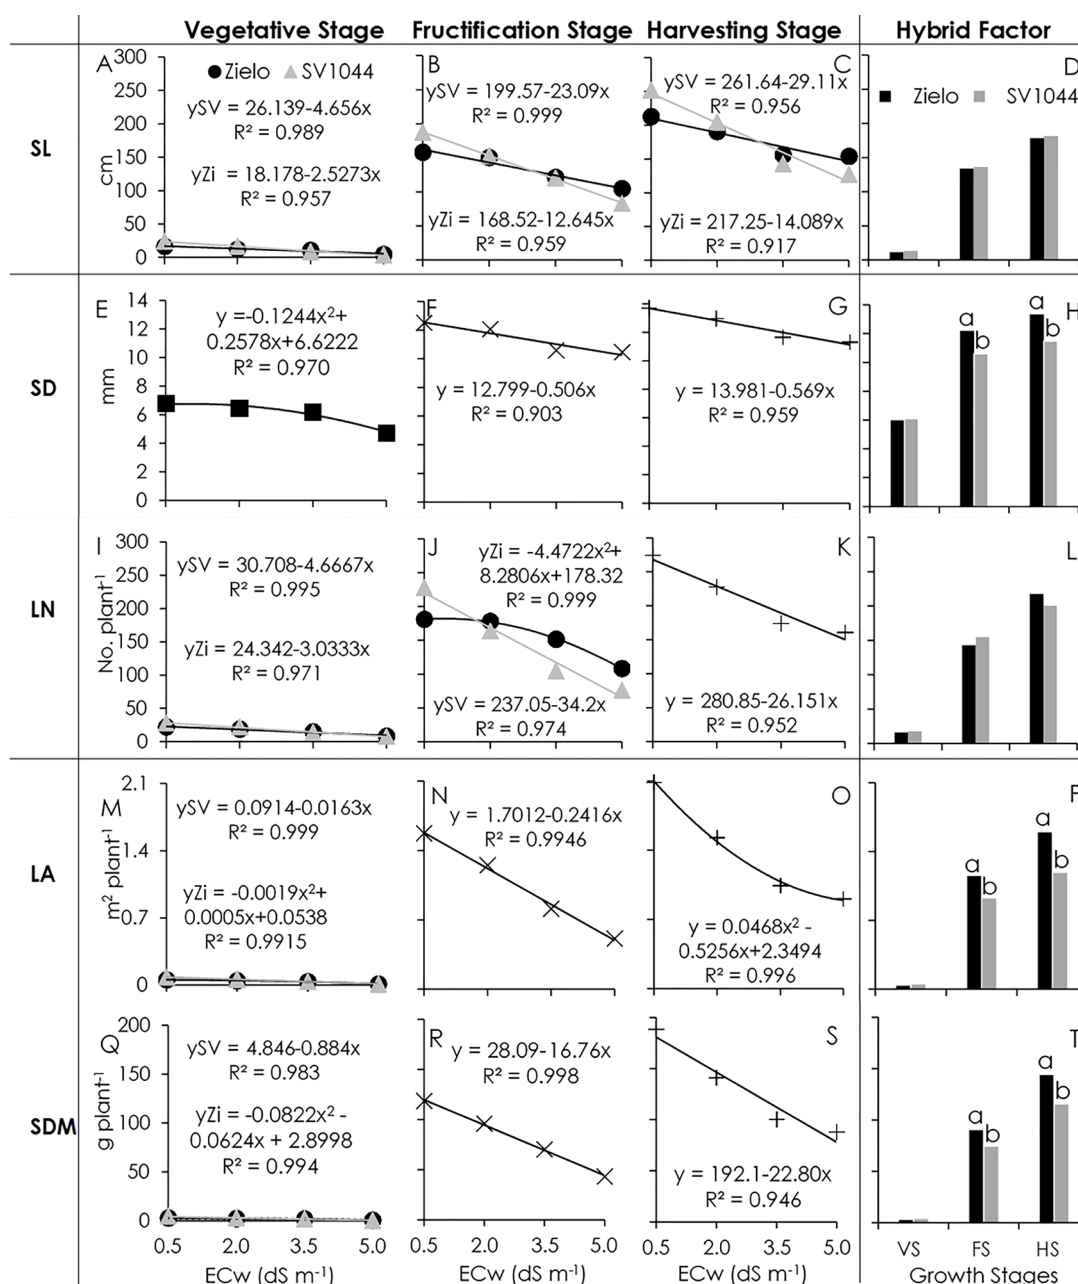 Vegetative Stage Fructification Stage Harvesting Stage Hybrid Factor
SL
A
300
250
200
150
100
50
0
cm
Zielo SV1044
ySV = 26.139-4.656x
R² = 0.989
yZi = 18.178-2.5273x
R² = 0.957
B
ySV = 199.57-23.09x
R² = 0.999
yZi = 168.52-12.645x
R² = 0.959
C
ySV = 261.64-29.11x
R² = 0.956
yZi = 217.25-14.089x
R² = 0.917
D
Zielo SV1044
SD
E
14
12
10
8
6
4
2
0
mm
y =-0.1244x²+
0.2578x+6.6222
R² = 0.970
F
y = 12.799-0.506x
R² = 0.903
G
y = 13.981-0.569x
R² = 0.959
H
a
b
a
b
LN
I
300
250
200
150
100
50
0
No. plant⁻¹
ySV = 30.708-4.6667x
R² = 0.995
yZi = 24.342-3.0333x
R² = 0.971
J
yZi = -4.4722x²+
8.2806x+178.32
R² = 0.999
ySV = 237.05-34.2x
R² = 0.974
K
y = 280.85-26.151x
R² = 0.952
L
LA
M
2.1
1.4
0.7
0
m² plant⁻¹
ySV = 0.0914-0.0163x
R² = 0.999
yZi = -0.0019x²+
0.0005x+0.0538
R² = 0.9915
N
y = 1.7012-0.2416x
R² = 0.9946
O
y = 0.0468x² -
0.5256x+2.3494
R² = 0.996
a
b
a
b
SDM
Q
200
150
100
50
0
g plant⁻¹
ySV = 4.846-0.884x
R² = 0.983
yZi = -0.0822x² -
0.0624x + 2.8998
R² = 0.994
R
y = 28.09-16.76x
R² = 0.998
S
y = 192.1-22.80x
R² = 0.946
T
a
b
a
b
0.5 2.0 3.5 5.0
ECw (dS m⁻¹)
0.5 2.0 3.5 5.0
ECw (dS m⁻¹)
0.5 2.0 3.5 5.0
ECw (dS m⁻¹)
VS FS HS
Growth Stages